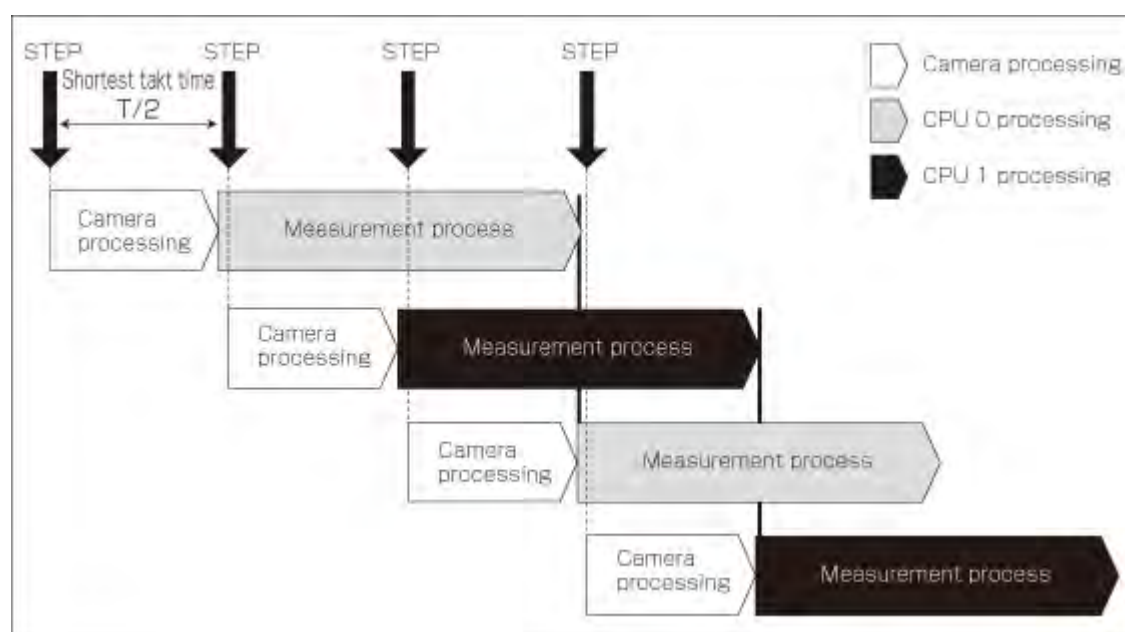 STEP STEP STEP STEP
Shortest takt time
T/2
Camera processing
CPU 0 processing
CPU 1 processing
Camera
processing
Measurement process
Camera
processing
Measurement process
Camera
processing
Measurement process
Camera
processing
Measurement process